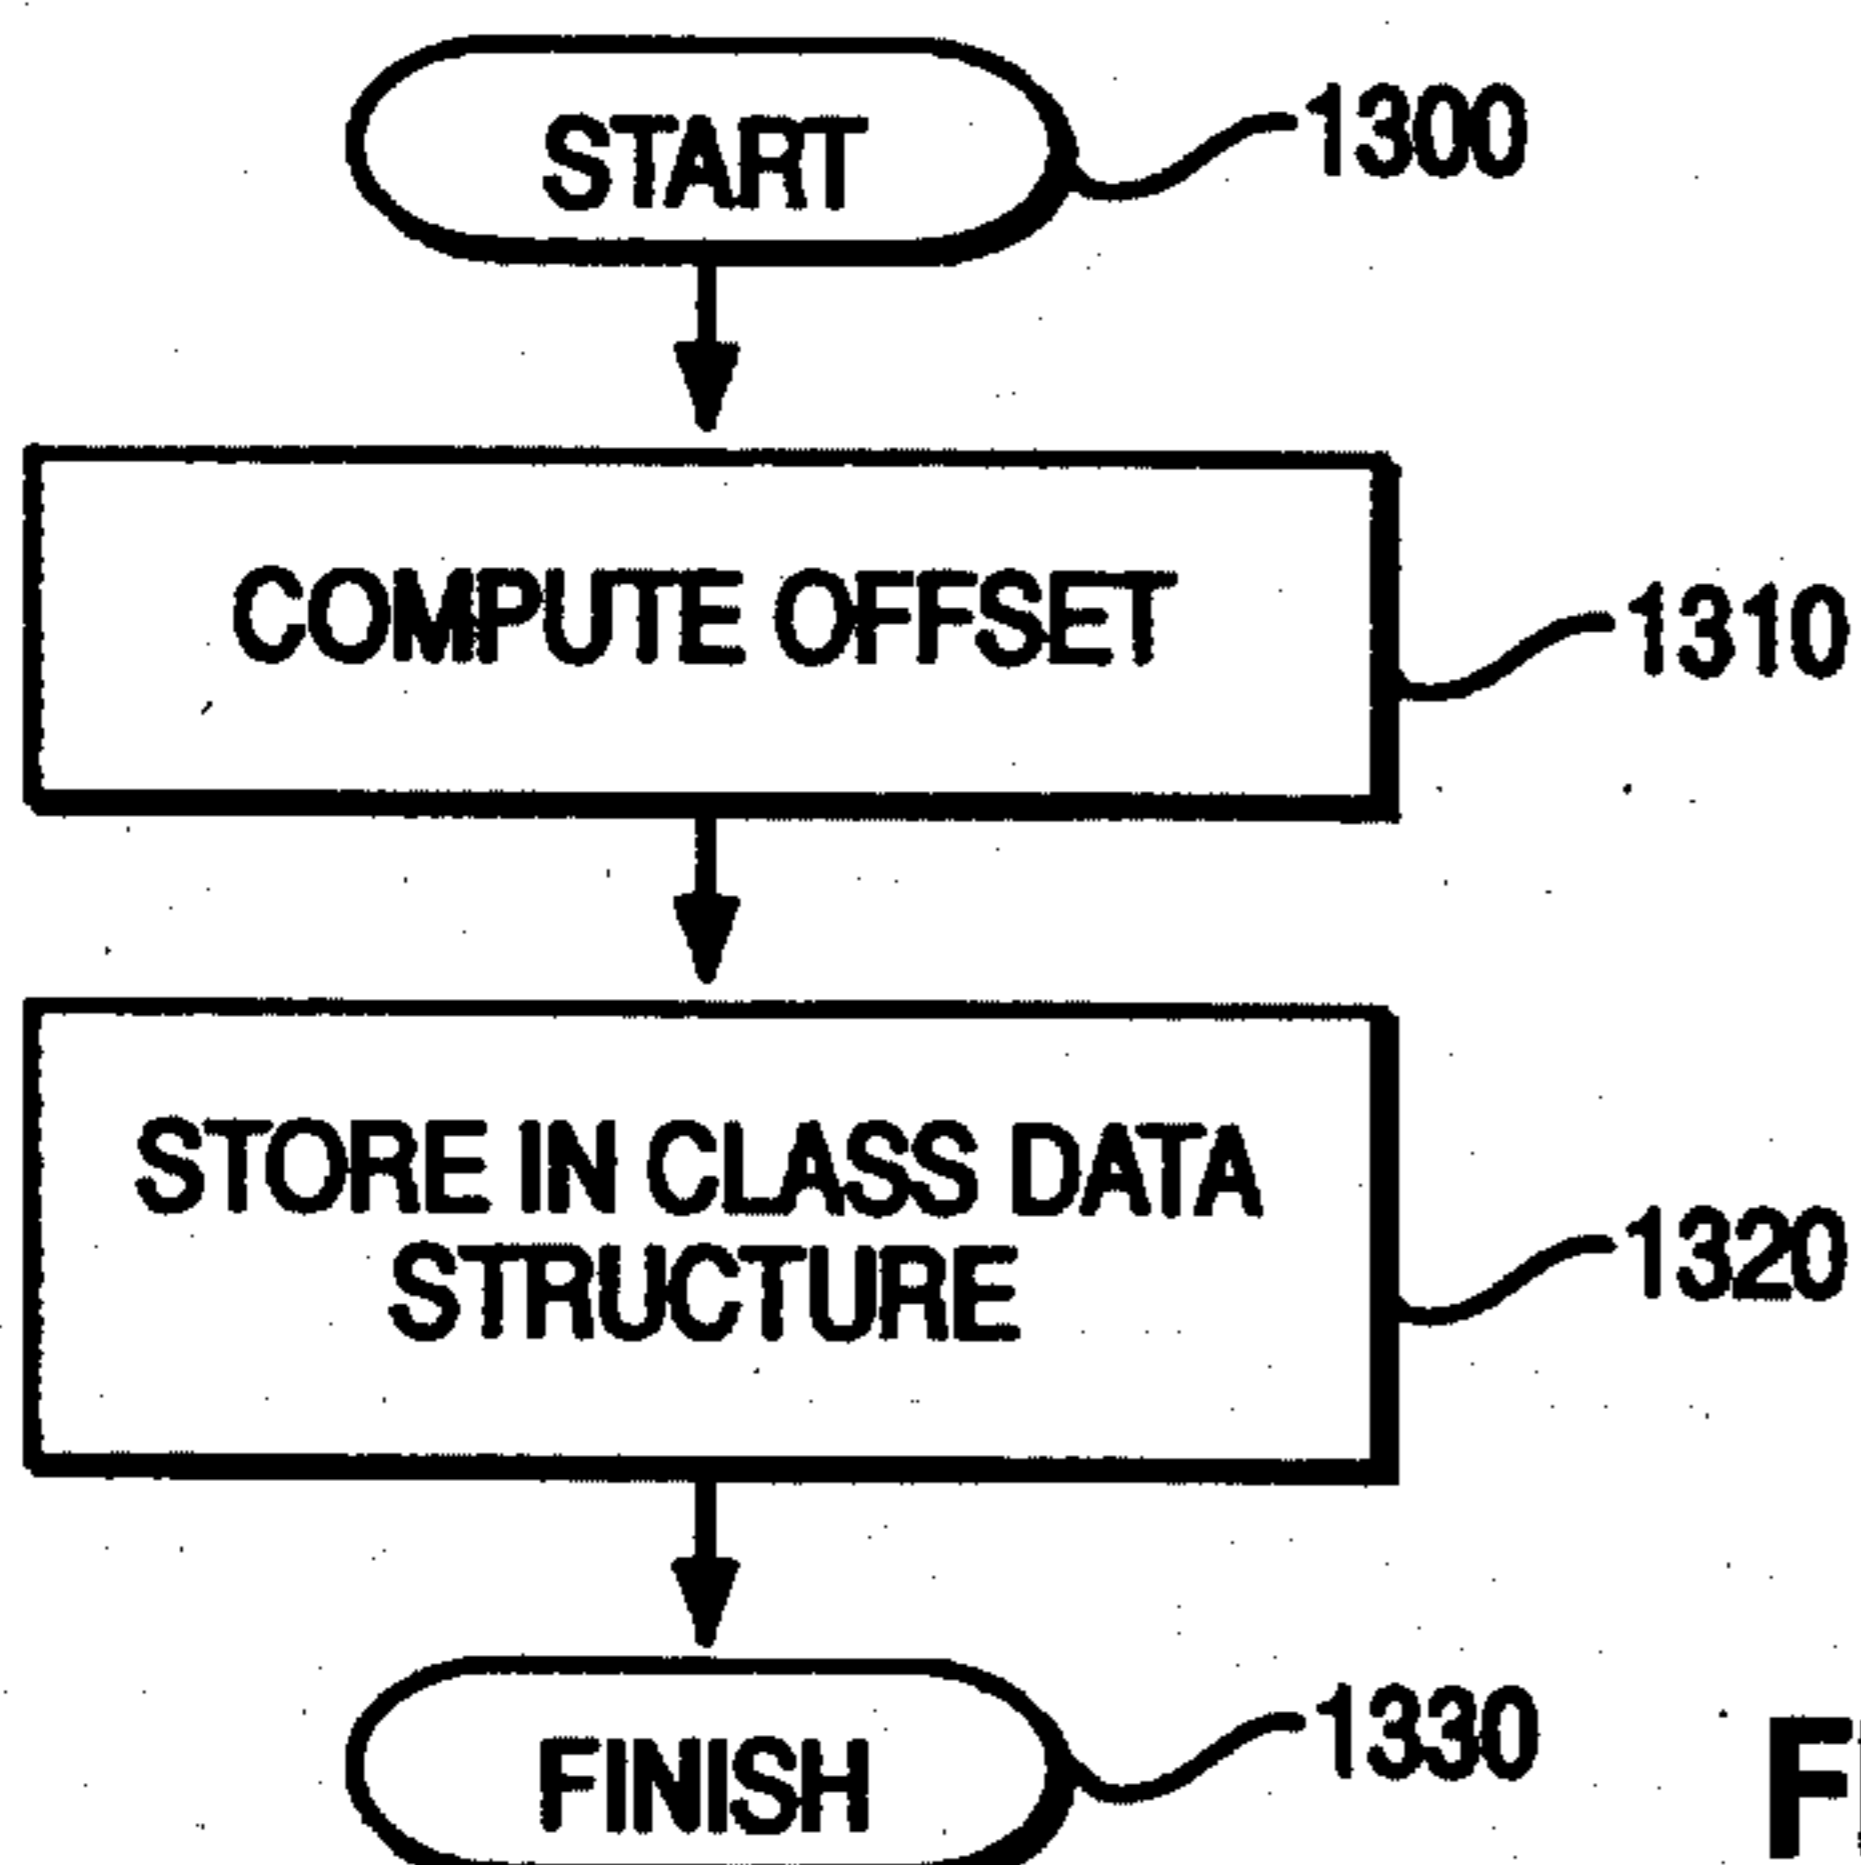 START
1300
COMPUTE OFFSET
1310
STORE IN CLASS DATA
STRUCTURE
1320
FINISH
1330